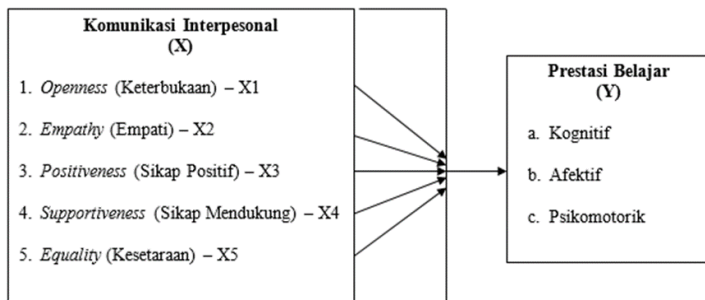 Komunikasi Interpesonal
(X)
1. Openness (Keterbukaan) – X1
2. Empathy (Empati) – X2
3. Positiveness (Sikap Positif) – X3
4. Supportiveness (Sikap Mendukung) – X4
5. Equality (Kesetaraan) – X5
Prestasi Belajar
(Y)
a. Kognitif
b. Afektif
c. Psikomotorik